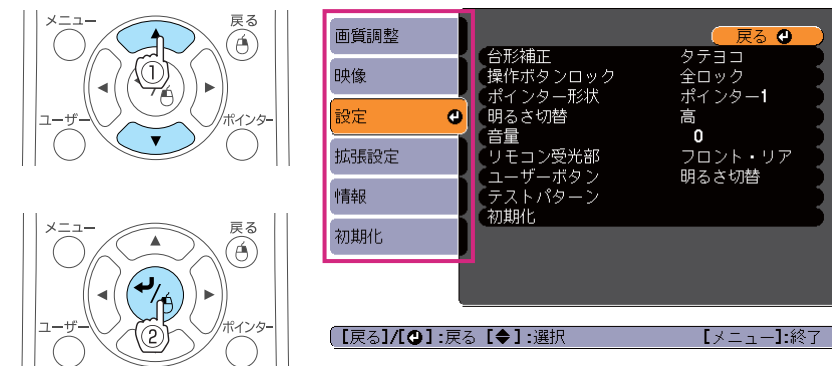 メニュー
戻る
①
ユーザー
ポインター
メニュー
戻る
②
ユーザー
ポインター
画質調整
映像
設定
拡張設定
情報
初期化
戻る
台形補正 タテヨコ
操作ボタンロック 全ロック
ポインター形状 ポインター1
明るさ切替 高
音量 0
リモコン受光部 フロント・リア
ユーザーボタン 明るさ切替
テストパターン
初期化
[戻る]/[⏎]:戻る [◆]:選択 [メニュー]:終了